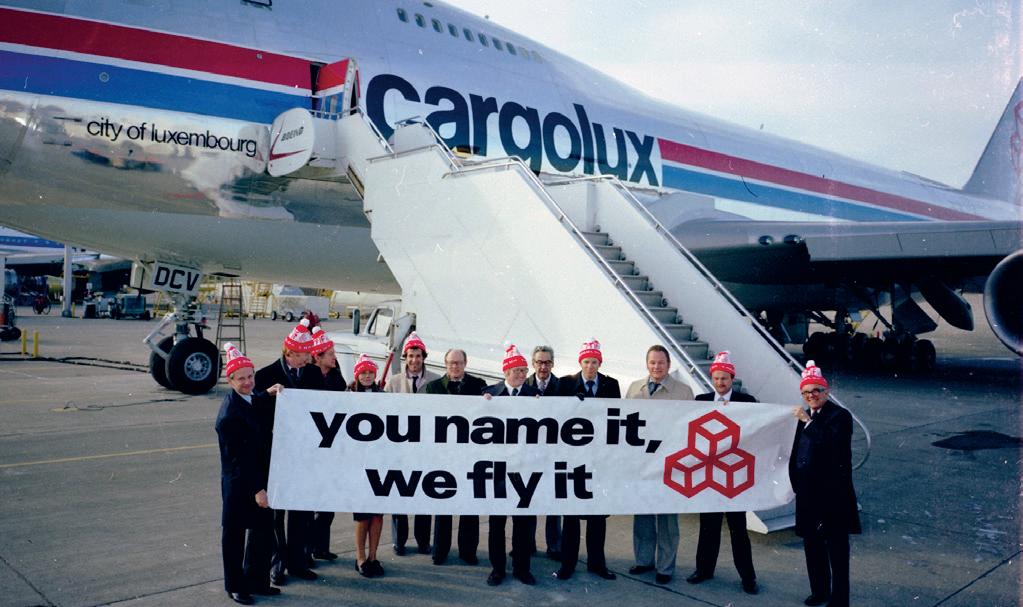 cargolux
city of luxembourg
BOEING
DCV
you name it,
we fly it